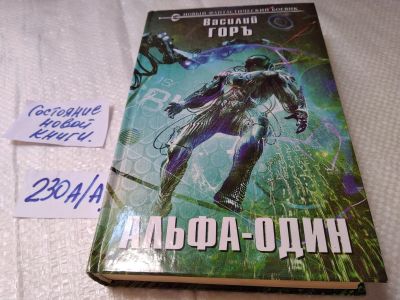 НОВЫЙ ФАНТАСТИЧЕСКИЙ БОЕВИК
Василий
ГОРЪ
АЛЬФА-ОДИН
Состояние
новой
книги.
230А/А